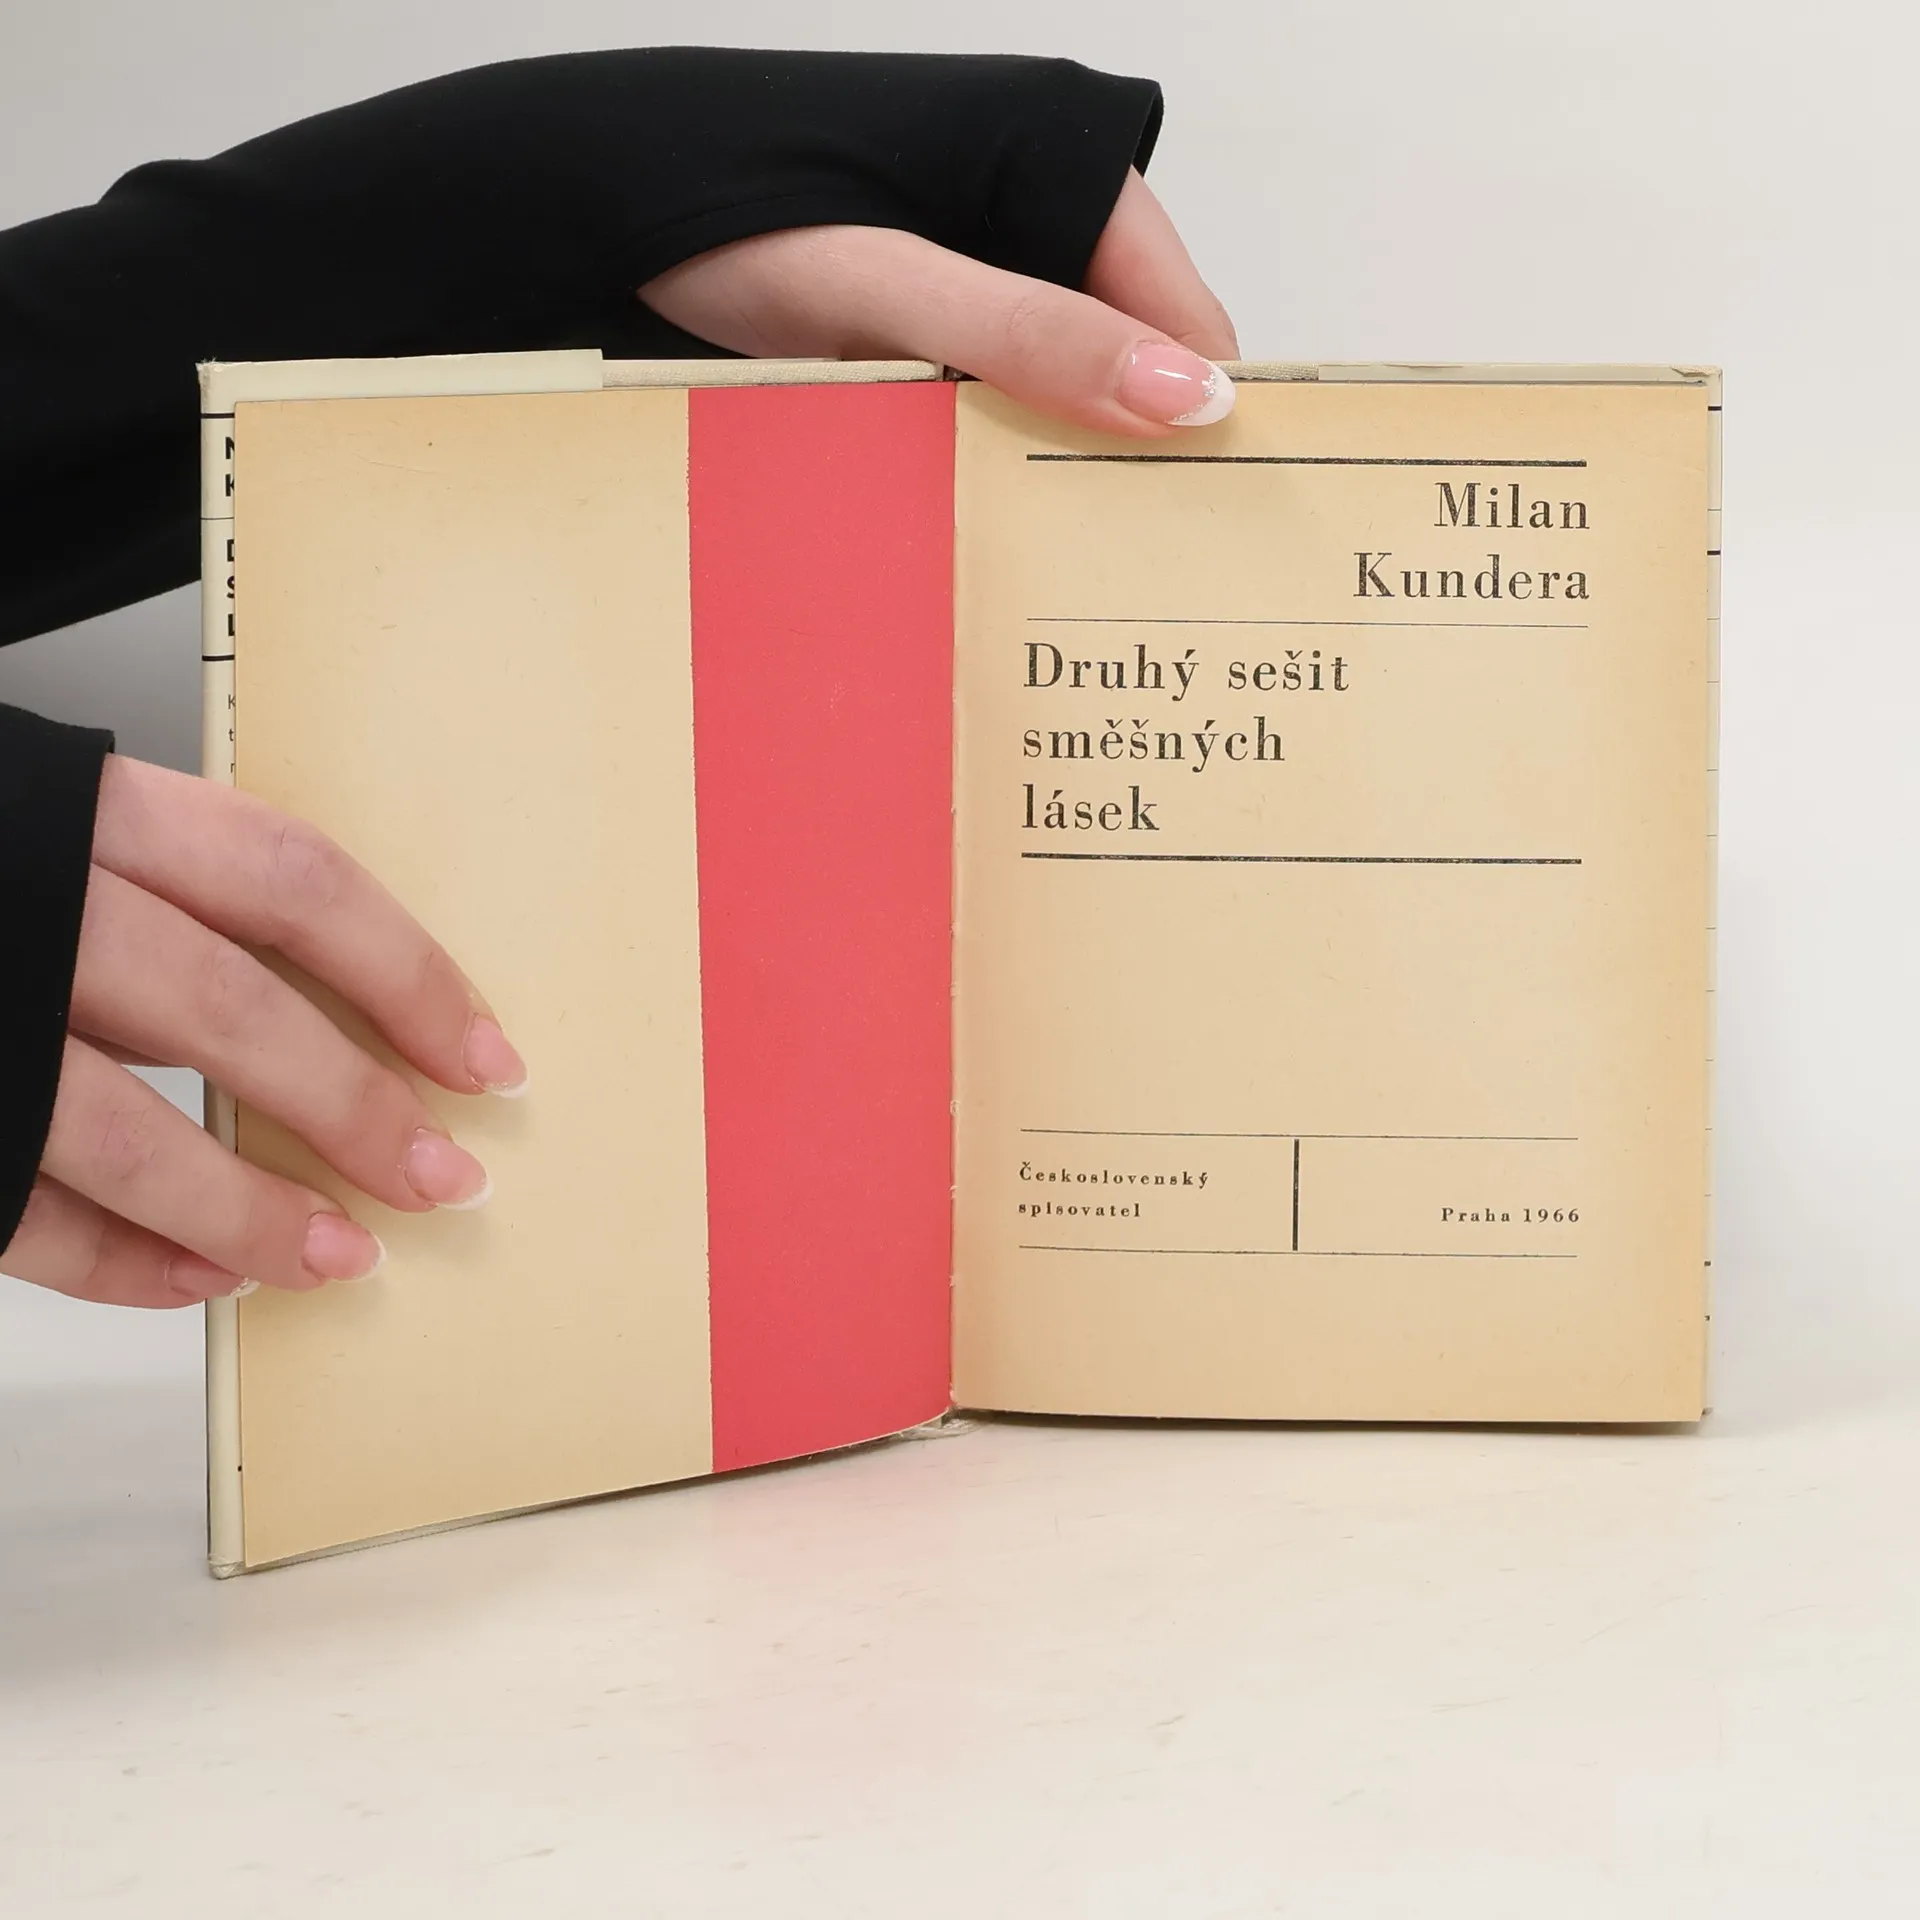 Milan
Kundera
Druhý sešit
směšných
lásek
Československý
spisovatel
Praha 1966